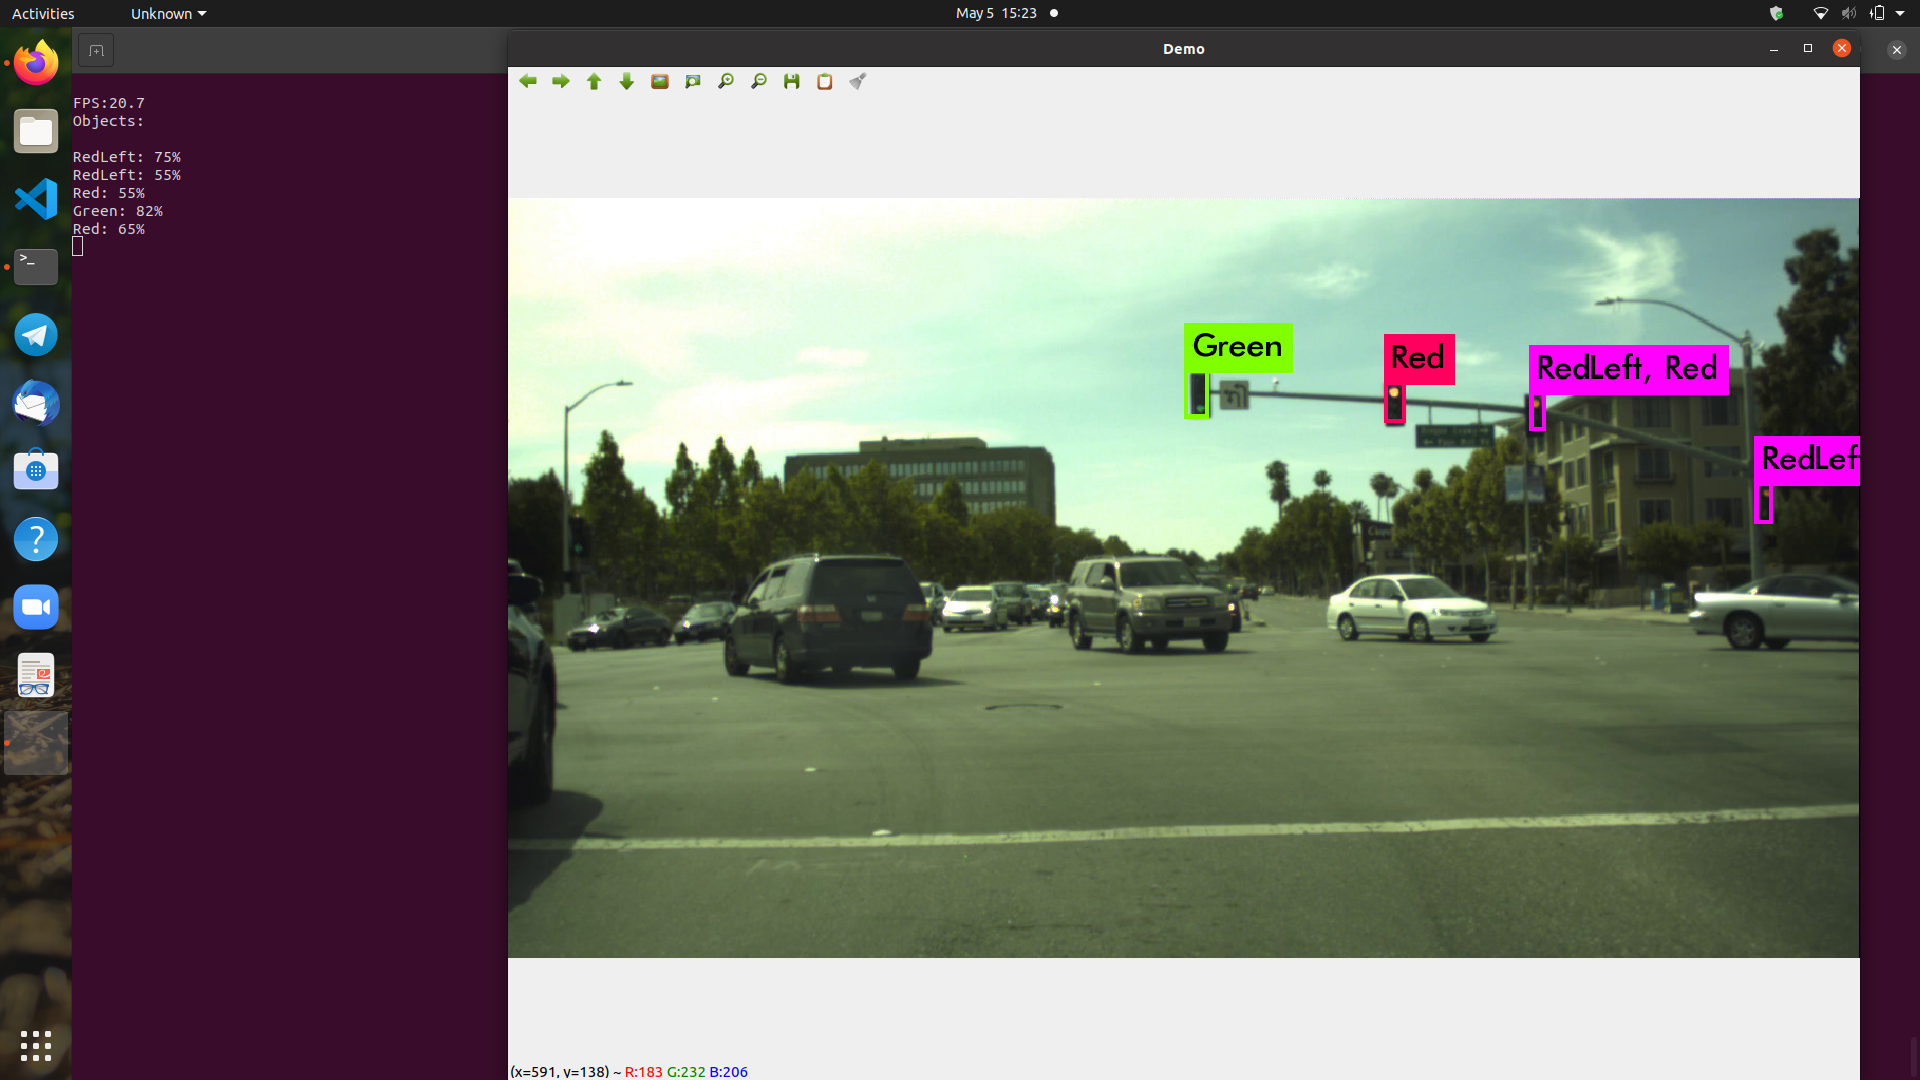 Activities
Unknown
May 5 15:23
Demo
FPS:20.7
Objects:
RedLeft: 75%
RedLeft: 55%
Red: 55%
Green: 82%
Red: 65%
Green
Red
RedLeft, Red
RedLef
(x=591, y=138) ~ R:183 G:232 B:206